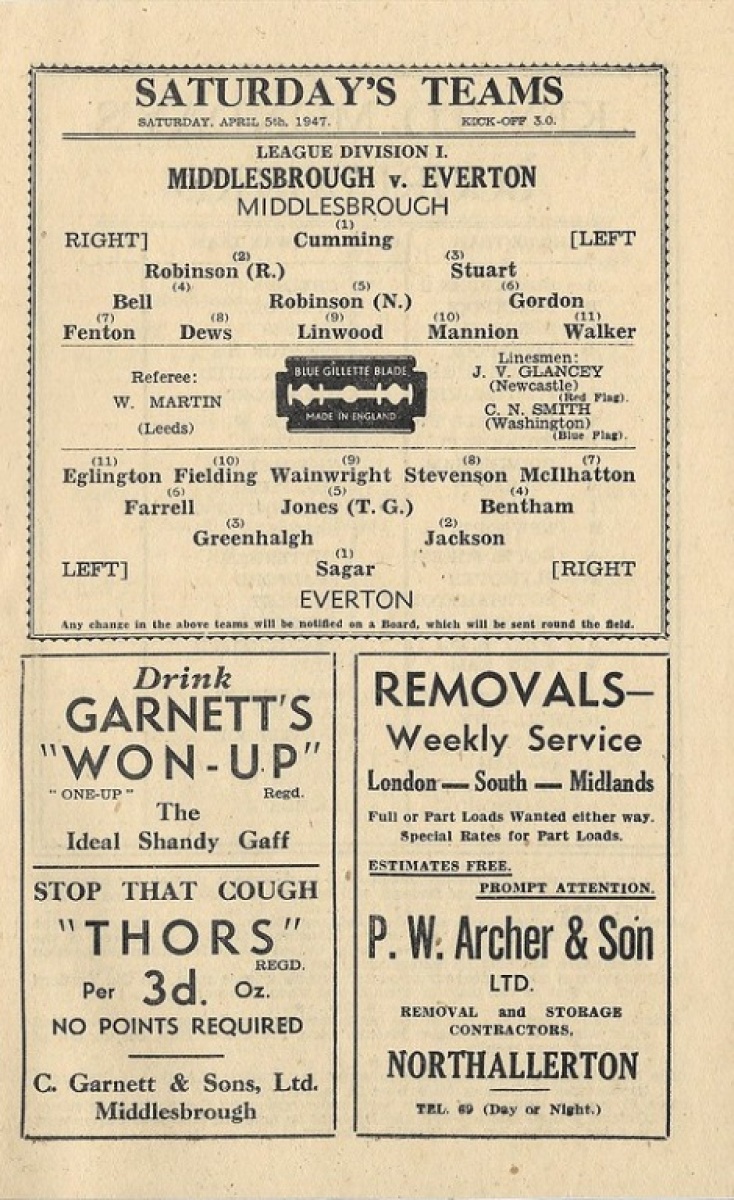 SATURDAY'S TEAMS
SATURDAY, APRIL 5th, 1947. KICK-OFF 3.0.
LEAGUE DIVISION I.
MIDDLESBROUGH v. EVERTON
MIDDLESBROUGH
(1)
RIGHT] Cumming [LEFT
(2) (3)
Robinson (R.) Stuart
(4) (5) (6)
Bell Robinson (N.) Gordon
(7) (8) (9) (10) (11)
Fenton Dews Linwood Mannion Walker
Referee:
W. MARTIN
(Leeds)
BLUE GILLETTE BLADE
MADE IN ENGLAND
Linesmen:
J. V. GLANCEY
(Newcastle)
(Red Flag).
C. N. SMITH
(Washington)
(Blue Flag).
(11) (10) (9) (8) (7)
Eglington Fielding Wainwright Stevenson McIlhatton
(6) (5) (4)
Farrell Jones (T. G.) Bentham
(3) (2)
Greenhalgh Jackson
(1)
LEFT] Sagar [RIGHT
EVERTON
Any change in the above teams will be notified on a Board, which will be sent round the field.
Drink
GARNETT'S
"WON-UP"
"ONE-UP" Regd.
The
Ideal Shandy Gaff
STOP THAT COUGH
"THORS"
REGD.
Per 3d. Oz.
NO POINTS REQUIRED
C. Garnett & Sons, Ltd.
Middlesbrough
REMOVALS—
Weekly Service
London — South — Midlands
Full or Part Loads Wanted either way.
Special Rates for Part Loads.
ESTIMATES FREE.
PROMPT ATTENTION.
P. W. Archer & Son
LTD.
REMOVAL and STORAGE
CONTRACTORS,
NORTHALLERTON
TEL. 69 (Day or Night.)